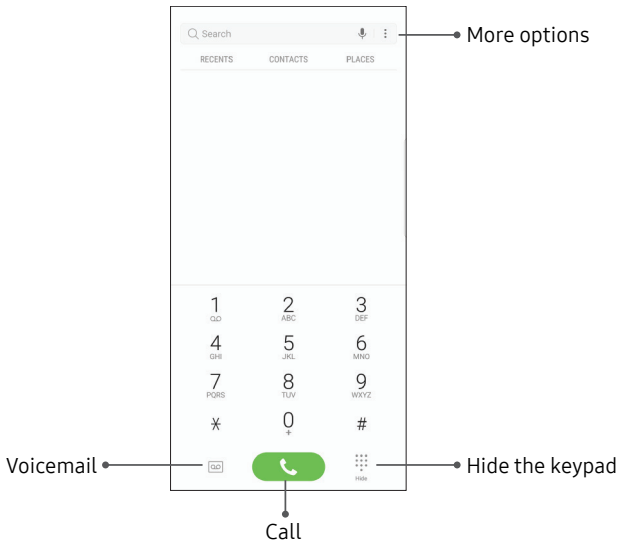 Search
More options
RECENTS CONTACTS PLACES
1 2 3
ABC DEF
4 5 6
GHI JKL MNO
7 8 9
PQRS TUV WXYZ
* 0 #
+
Voicemail Hide the keypad
Hide
Call